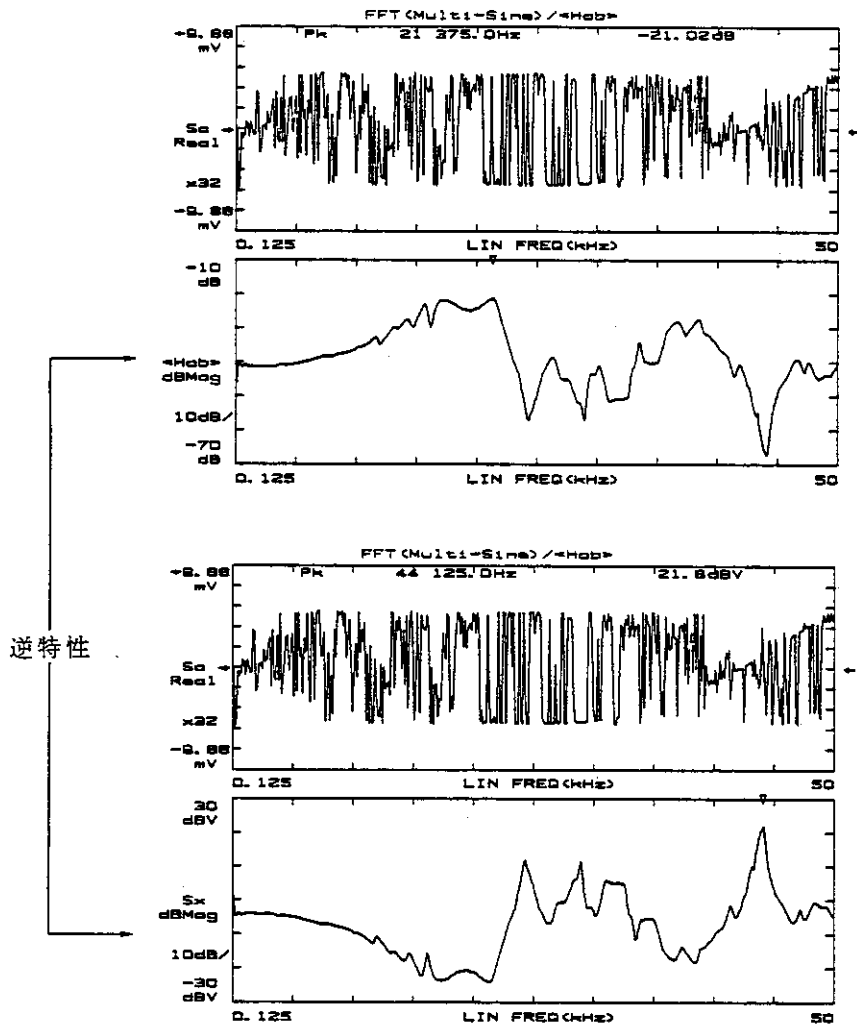 FFT(Multi-Sine)/<Hab>
+9.88
mV
Pk 21 375.0Hz -21.02dB
Sa
Real
x32
-9.88
mV
0.125 LIN FREQ(kHz) 50
-10
dB
<Hab>
dBMag
10dB/
-70
dB
0.125 LIN FREQ(kHz) 50
逆特性
FFT(Multi-Sine)/<Hab>
+9.88
mV
Pk 44 125.0Hz 21.8dBV
Sa
Real
x32
-9.88
mV
0.125 LIN FREQ(kHz) 50
30
dBV
Sx
dBMag
10dB/
-30
dBV
0.125 LIN FREQ(kHz) 50